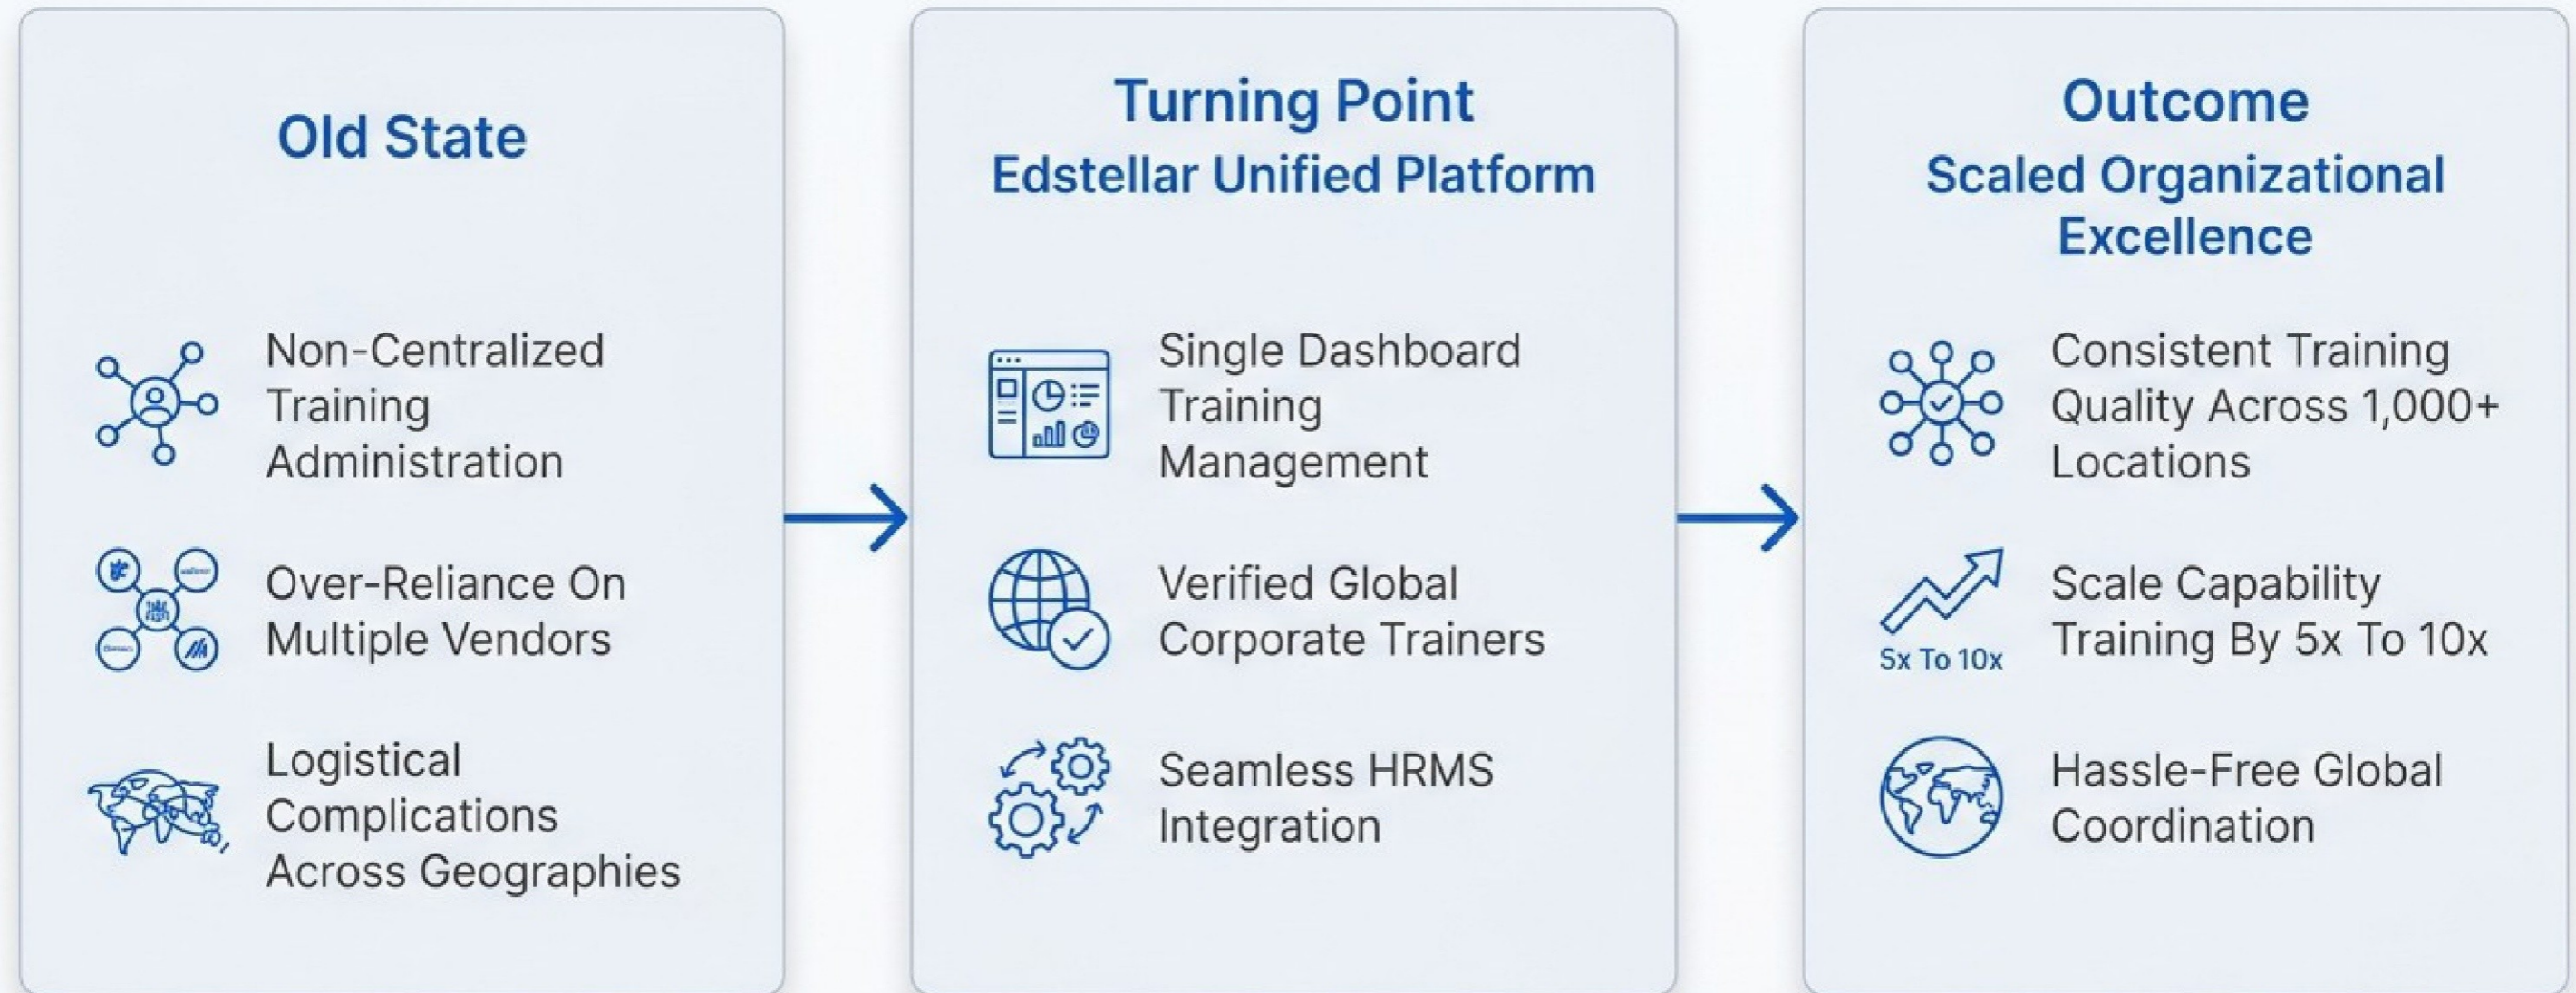 Old State
Non-Centralized
Training
Administration
Over-Reliance On
Multiple Vendors
Logistical
Complications
Across Geographies
Turning Point
Edstellar Unified Platform
Single Dashboard
Training
Management
Verified Global
Corporate Trainers
Seamless HRMS
Integration
Outcome
Scaled Organizational
Excellence
Consistent Training
Quality Across 1,000+
Locations
5x To 10x
Scale Capability
Training By 5x To 10x
Hassle-Free Global
Coordination